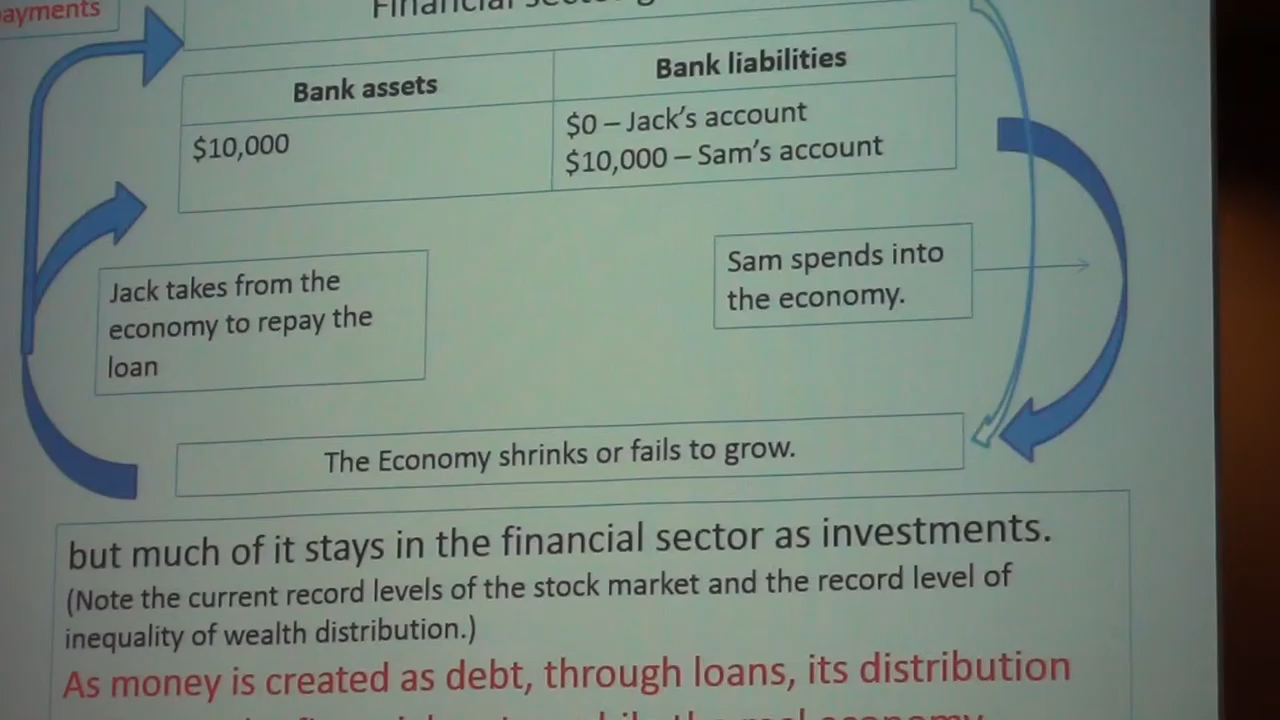 ayments
Financial
Bank assets
Bank liabilities
$10,000
$0 – Jack's account
$10,000 – Sam's account
Jack takes from the
economy to repay the
loan
Sam spends into
the economy.
The Economy shrinks or fails to grow.
but much of it stays in the financial sector as investments.
(Note the current record levels of the stock market and the record level of
inequality of wealth distribution.)
As money is created as debt, through loans, its distribution
economy